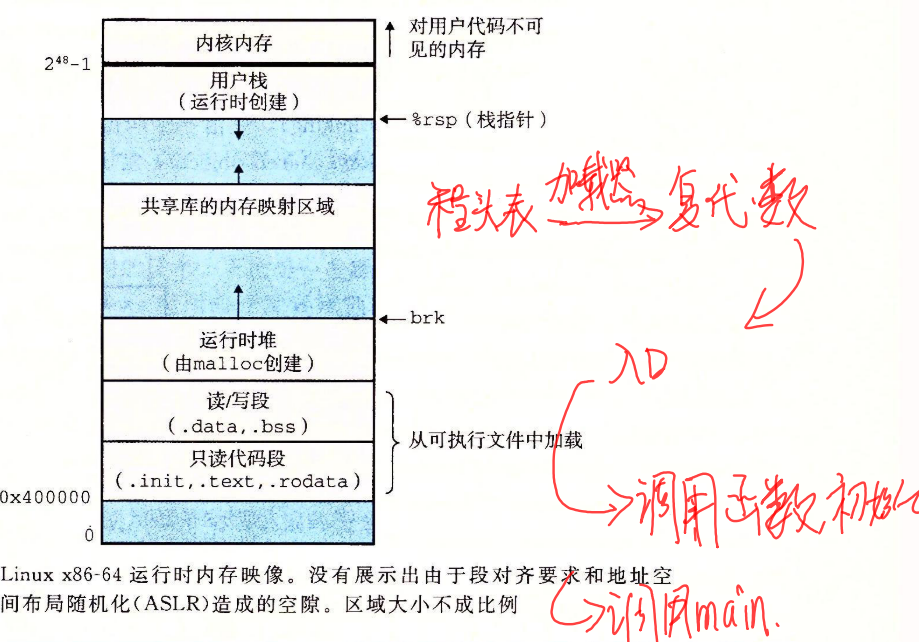 内核内存
对用户代码不可
见的内存
2⁴⁸-1
用户栈
(运行时创建)
%rsp(栈指针)
共享库的内存映射区域
程头表 加载器 复代、数
brk
运行时堆
(由malloc创建)
入口
读/写段
(.data,.bss)
从可执行文件中加载
只读代码段
(.init,.text,.rodata)
0x400000
调用函数初始化
0
Linux x86-64 运行时内存映像。没有展示出由于段对齐要求和地址空
间布局随机化(ASLR)造成的空隙。区域大小不成比例
调用main.